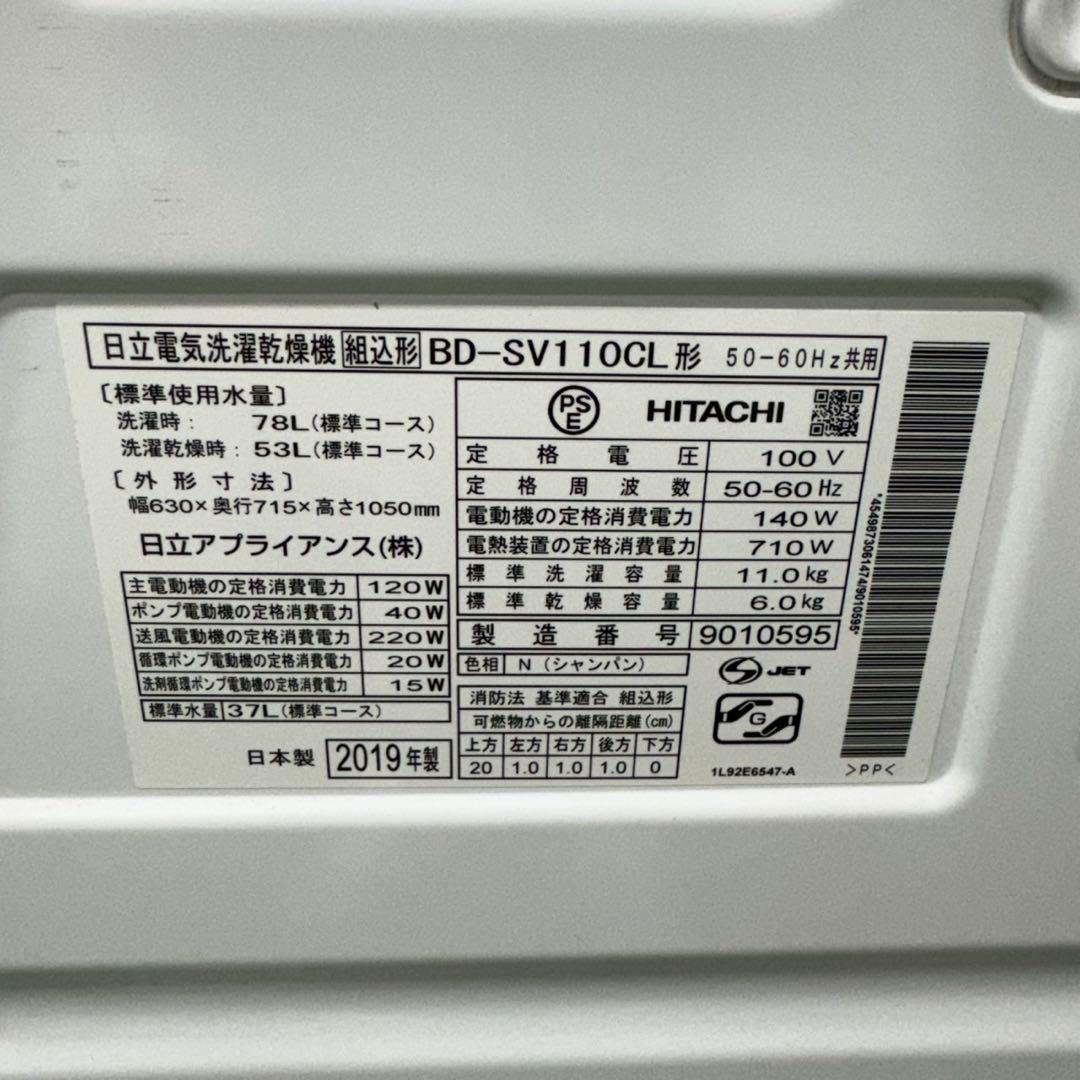 日立電気洗濯乾燥機 組込形 BD-SV110CL形 50-60Hz共用
〔標準使用水量〕
洗濯時： 78L(標準コース)
洗濯乾燥時： 53L(標準コース)
〔外形寸法〕
幅630×奥行715×高さ1050mm
日立アプライアンス(株)
主電動機の定格消費電力 120W
ポンプ電動機の定格消費電力 40W
送風電動機の定格消費電力 220W
循環ポンプ電動機の定格消費電力 20W
洗剤循環ポンプ電動機の定格消費電力 15W
標準水量 37L(標準コース)
日本製 2019年製
PSE HITACHI
定格電圧 100V
定格周波数 50-60Hz
電動機の定格消費電力 140W
電熱装置の定格消費電力 710W
標準洗濯容量 11.0kg
標準乾燥容量 6.0kg
製造番号 9010595
色相 N（シャンパン）
消防法 基準適合 組込形
可燃物からの離隔距離(cm)
上方 左方 右方 後方 下方
20 1.0 1.0 1.0 0
S JET
G
1L92E6547-A
>PP<
*4549873061474/9010595*